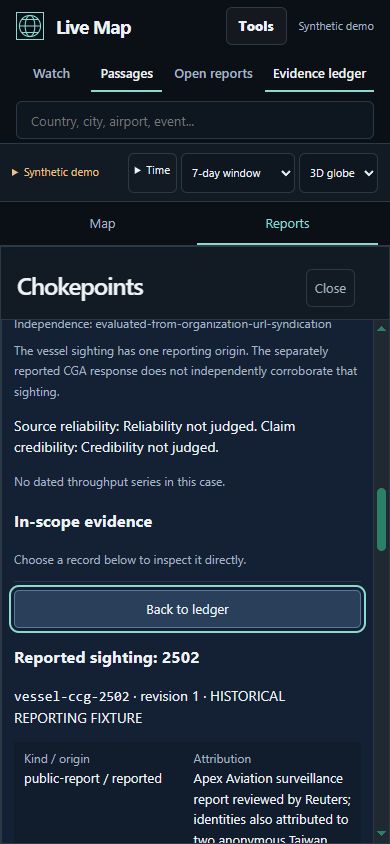 Live Map
Tools
Synthetic demo
Watch
Passages
Open reports
Evidence ledger
Country, city, airport, event...
Synthetic demo
Time
7-day window
3D globe
Map
Reports
Chokepoints
Close
Independence: evaluated-from-organization-url-syndication
The vessel sighting has one reporting origin. The separately
reported CGA response does not independently corroborate that
sighting.
Source reliability: Reliability not judged. Claim
credibility: Credibility not judged.
No dated throughput series in this case.
In-scope evidence
Choose a record below to inspect it directly.
Back to ledger
Reported sighting: 2502
vessel-ccg-2502 · revision 1 · HISTORICAL
REPORTING FIXTURE
Kind / origin
public-report / reported
Attribution
Apex Aviation surveillance
report reviewed by Reuters;
identities also attributed to
two anonymous Taiwan